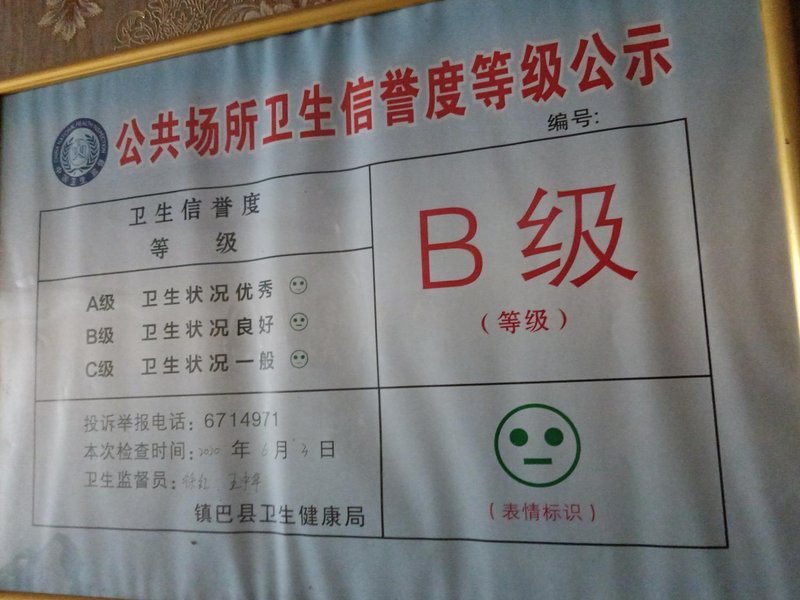 公共场所卫生信誉度等级公示
编号:
卫生信誉度
等 级
A级 卫生状况优秀
B级 卫生状况良好
C级 卫生状况一般
B级
(等级)
投诉举报电话: 6714971
本次检查时间: 2020 年 6 月 3 日
卫生监督员:
镇巴县卫生健康局
(表情标识)